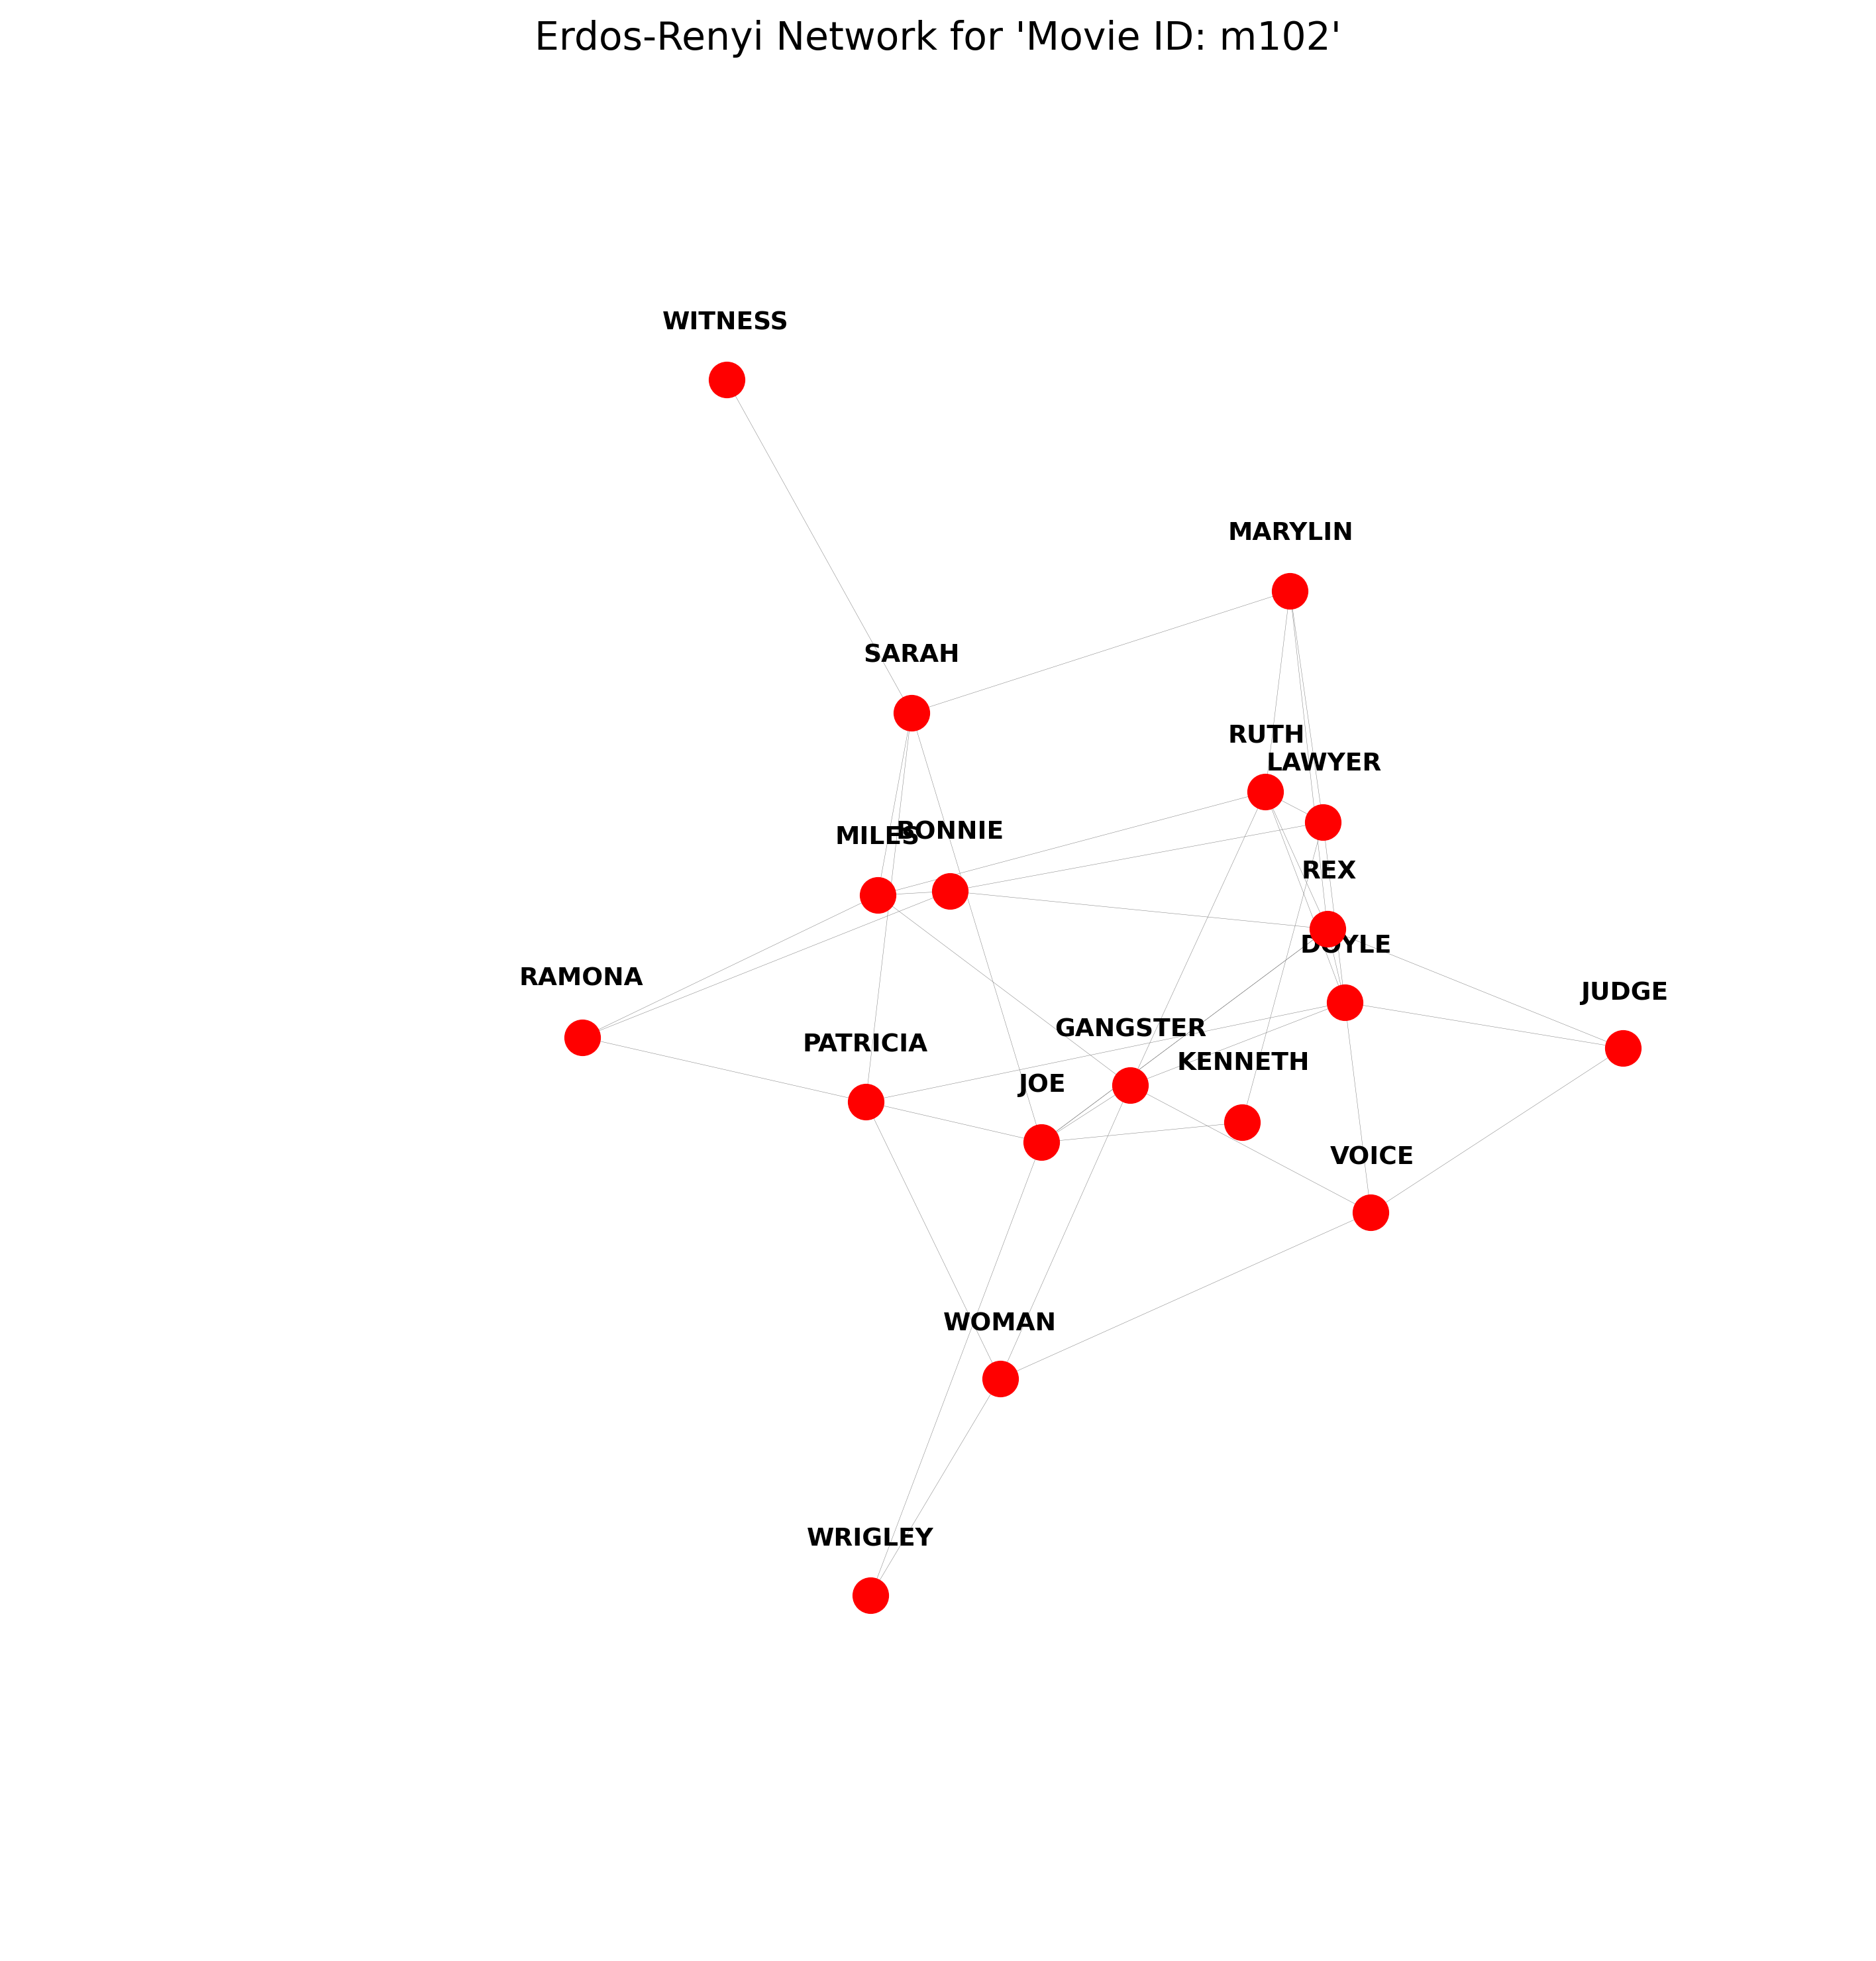 Erdos-Renyi Network for 'Movie ID: m102'
WITNESS
MARYLIN
SARAH
RUTH
LAWYER
MILES
BONNIE
REX
DOYLE
RAMONA
JUDGE
GANGSTER
PATRICIA
KENNETH
JOE
VOICE
WOMAN
WRIGLEY